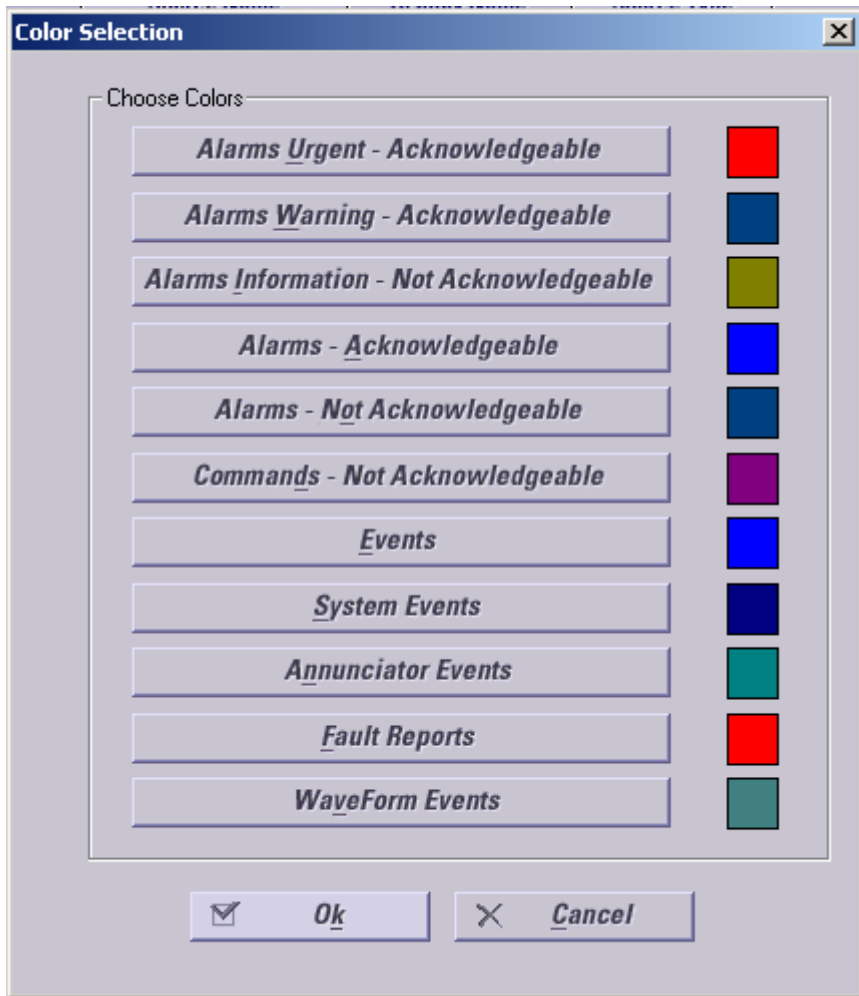 Color Selection
Choose Colors
Alarms Urgent - Acknowledgeable
Alarms Warning - Acknowledgeable
Alarms Information - Not Acknowledgeable
Alarms - Acknowledgeable
Alarms - Not Acknowledgeable
Commands - Not Acknowledgeable
Events
System Events
Annunciator Events
Fault Reports
WaveForm Events
Ok
Cancel